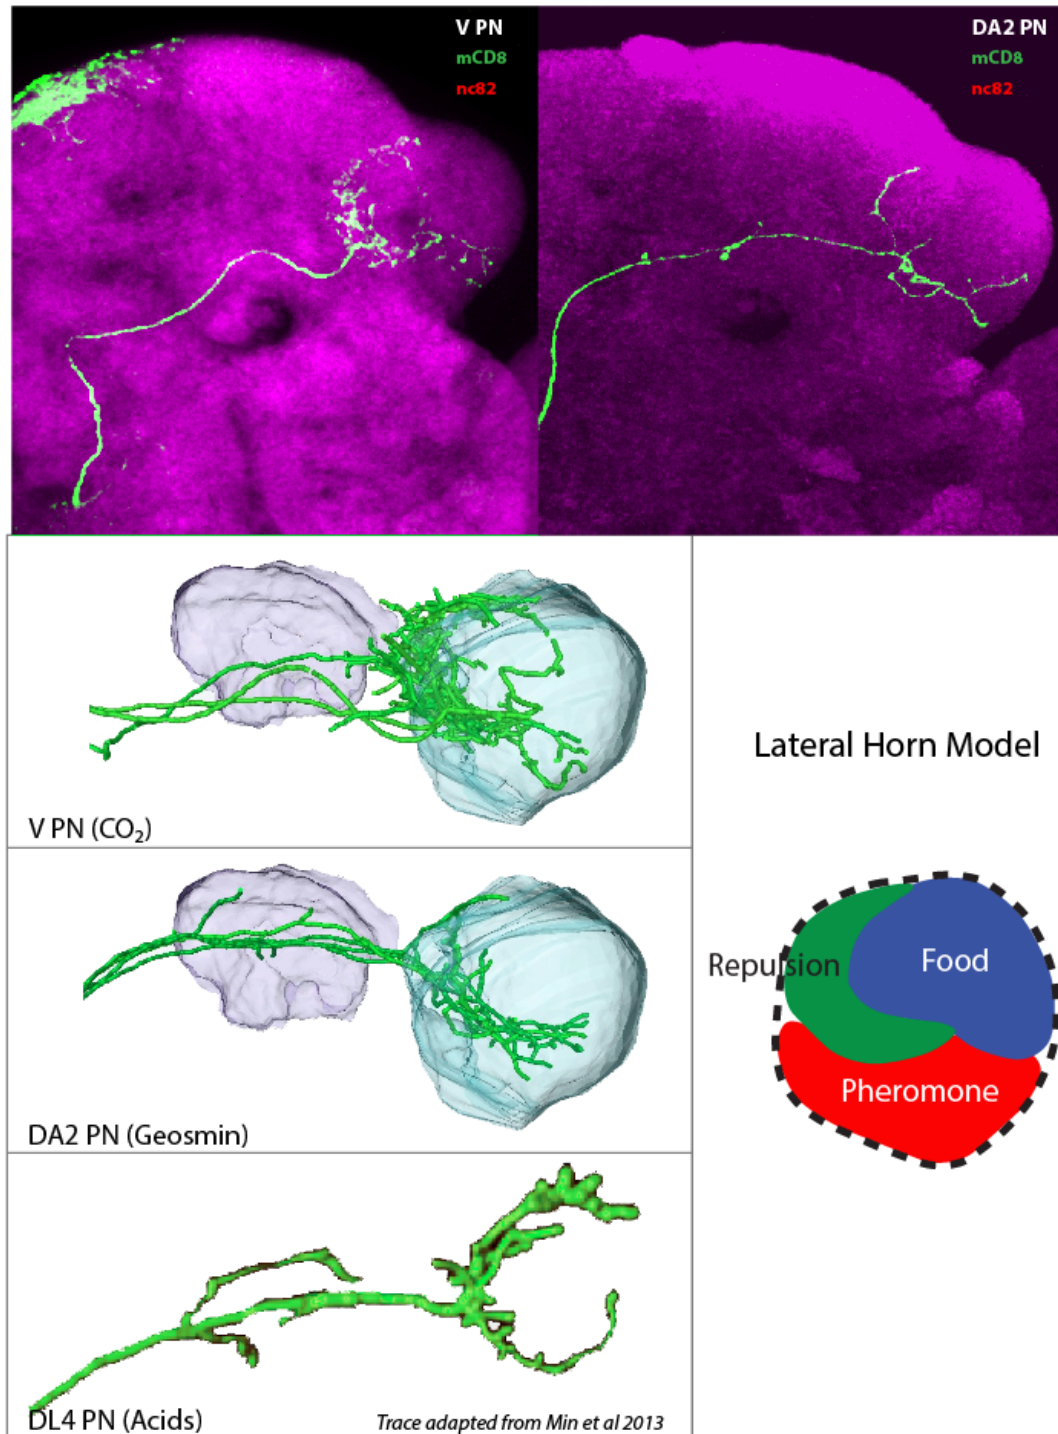 V PN
mCD8
nc82
DA2 PN
mCD8
nc82
V PN (CO₂)
DA2 PN (Geosmin)
DL4 PN (Acids)
Trace adapted from Min et al 2013
Lateral Horn Model
Repulsion
Food
Pheromone